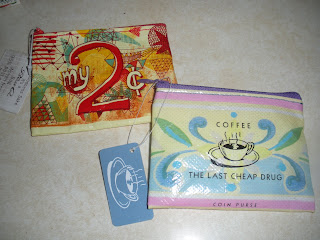 my 2¢
COFFEE
THE LAST CHEAP DRUG
COIN PURSE